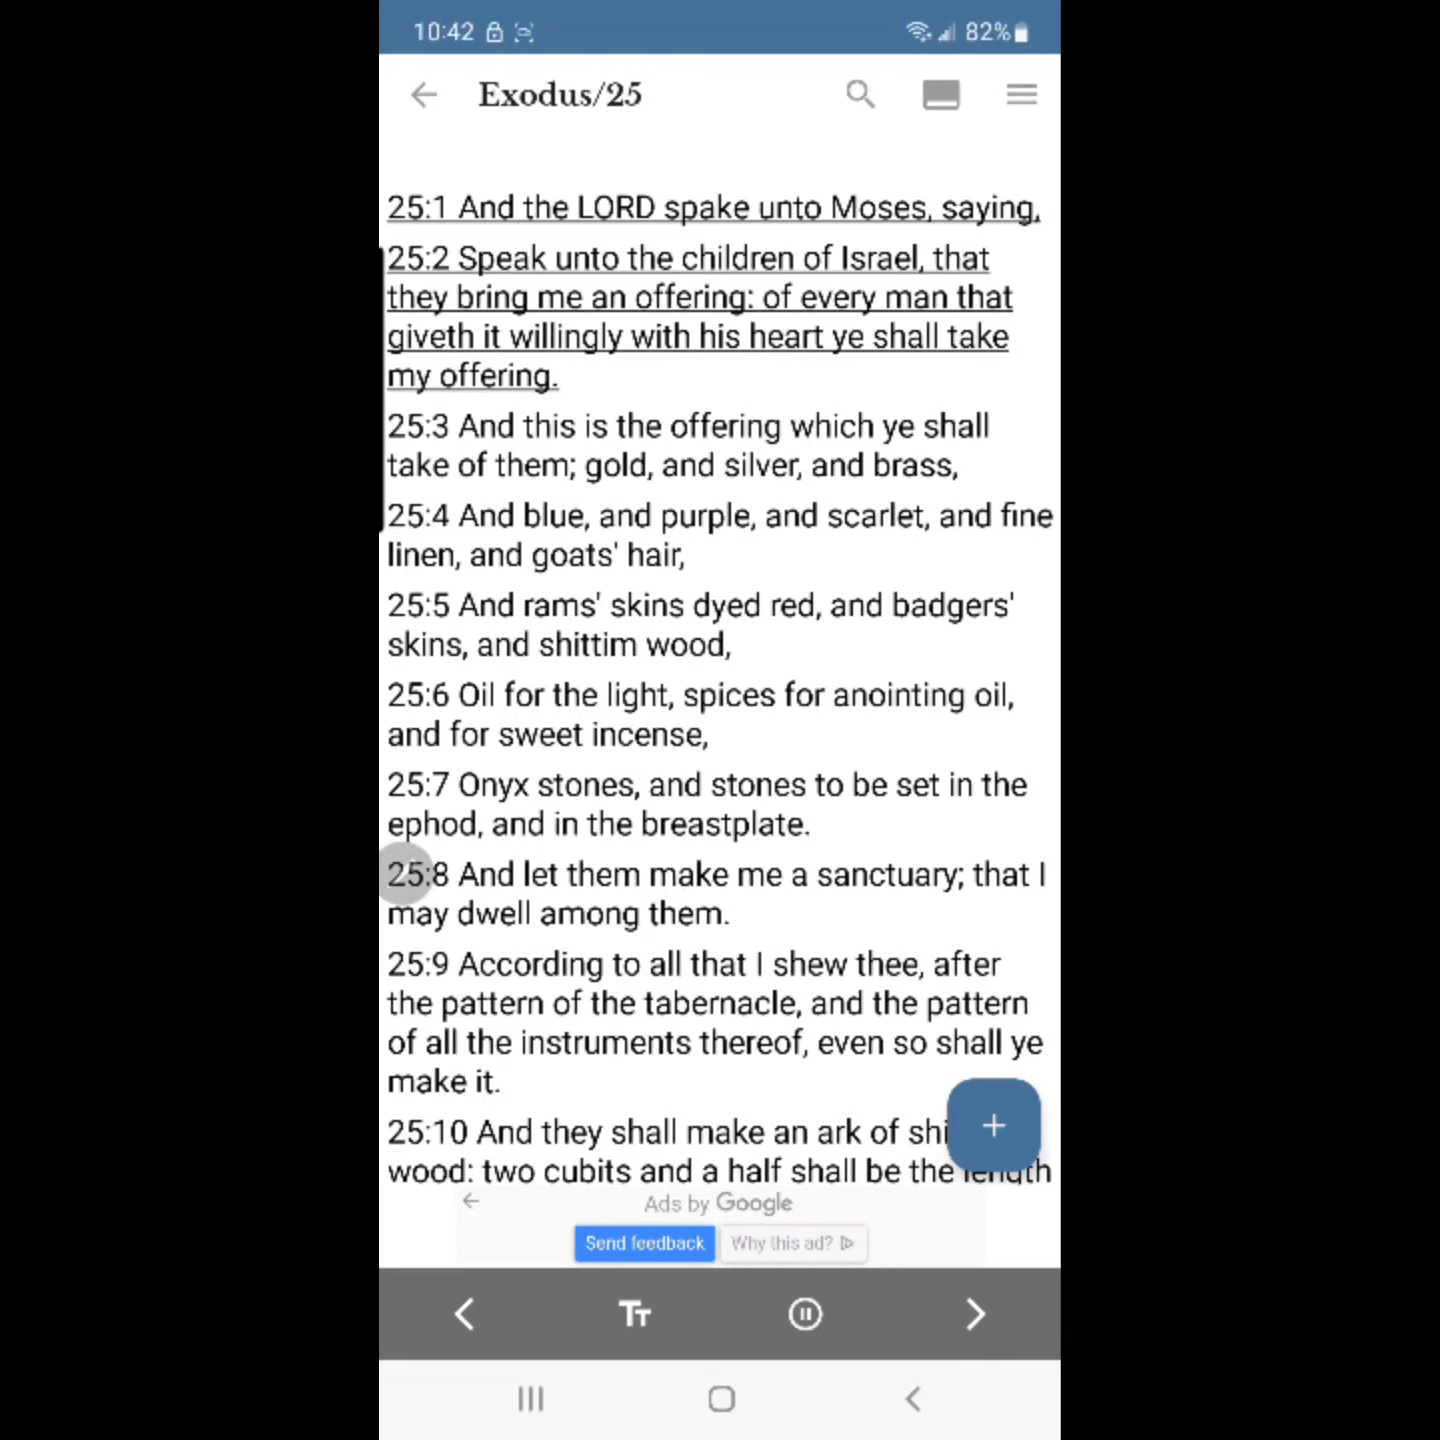 10:42
82%
Exodus/25
25:1 And the LORD spake unto Moses, saying,
25:2 Speak unto the children of Israel, that
they bring me an offering: of every man that
giveth it willingly with his heart ye shall take
my offering.
25:3 And this is the offering which ye shall
take of them; gold, and silver, and brass,
25:4 And blue, and purple, and scarlet, and fine
linen, and goats' hair,
25:5 And rams' skins dyed red, and badgers'
skins, and shittim wood,
25:6 Oil for the light, spices for anointing oil,
and for sweet incense,
25:7 Onyx stones, and stones to be set in the
ephod, and in the breastplate.
25:8 And let them make me a sanctuary; that I
may dwell among them.
25:9 According to all that I shew thee, after
the pattern of the tabernacle, and the pattern
of all the instruments thereof, even so shall ye
make it.
25:10 And they shall make an ark of shi
wood: two cubits and a half shall be the length
Ads by Google
Send feedback
Why this ad?
TT